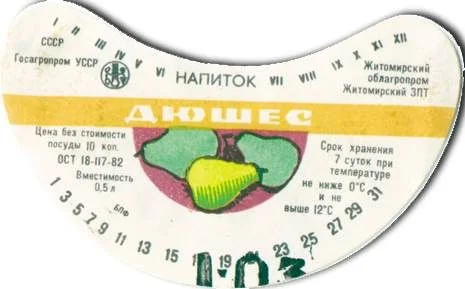 I II III IV V VI VII VIII IX X XI XII
СССР
Госагропром УССР
НАПИТОК
Житомирский
облагропром
Житомирский ЗПТ
ДЮШЕС
Цена без стоимости
посуды 10 коп.
ОСТ 18-117-82
Вместимость
0,5 л
БПФ
Срок хранения
7 суток при
температуре
не ниже 0°С
и не
выше 12°С
1 3 5 7 9 11 13 15 17 19 23 25 27 29 31